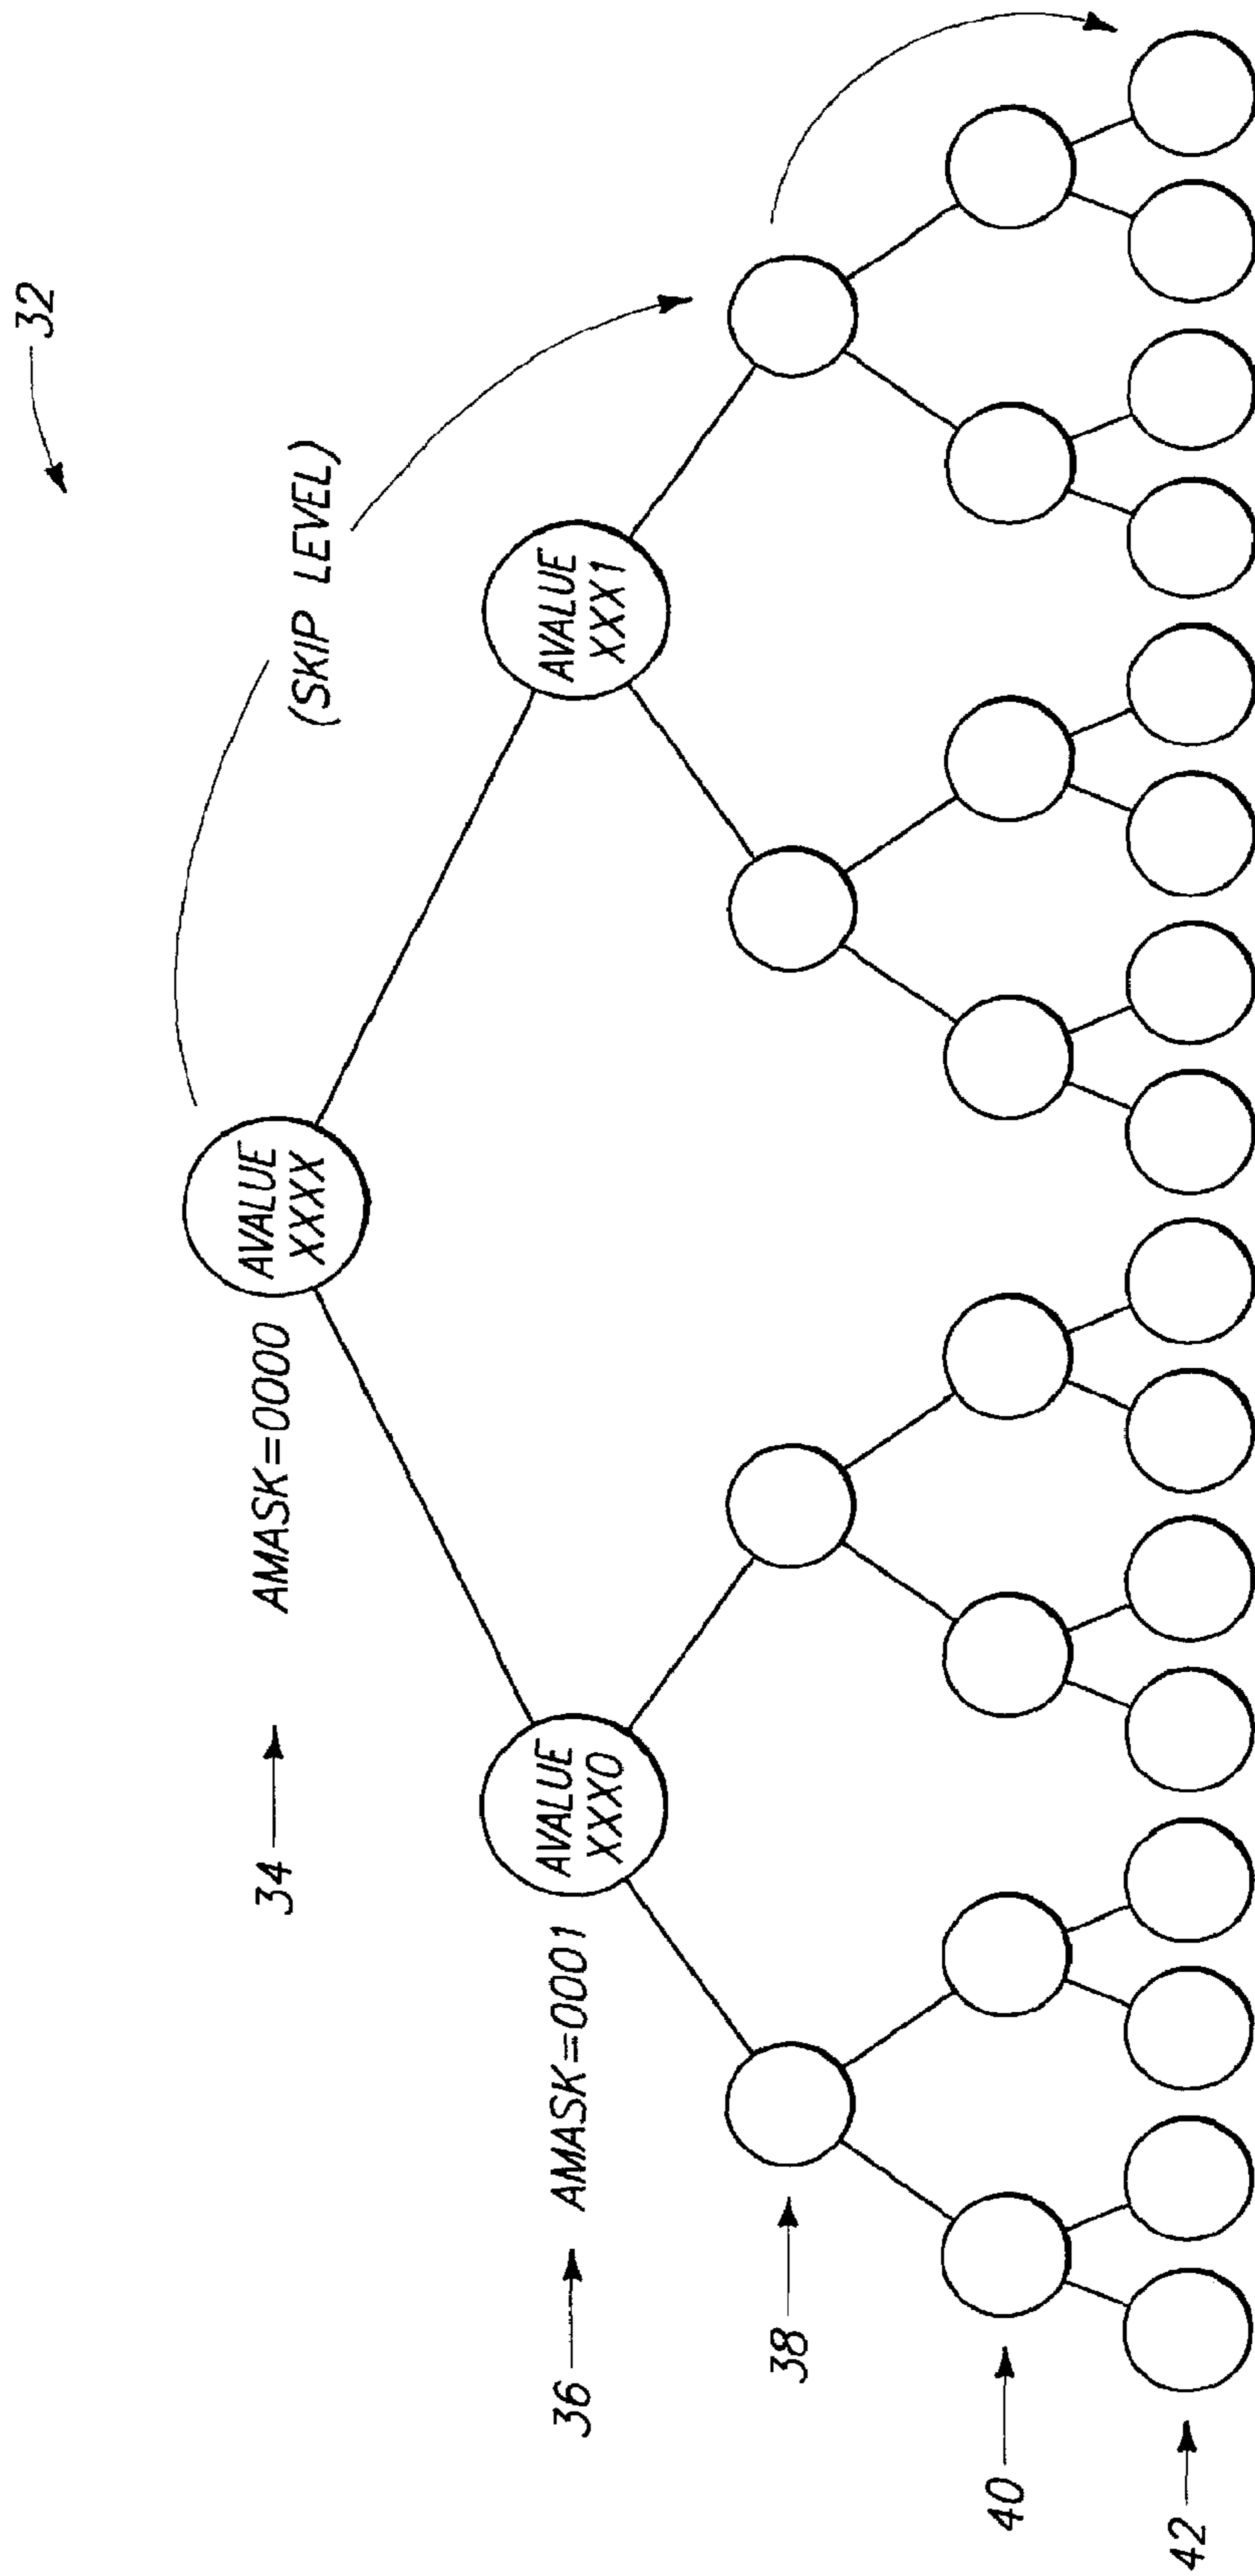 32
(SKIP LEVEL)
34
AMASK=0000
AVALUE
XXXX
36
AMASK=0001
AVALUE
XXX0
AVALUE
XXX1
38
40
42